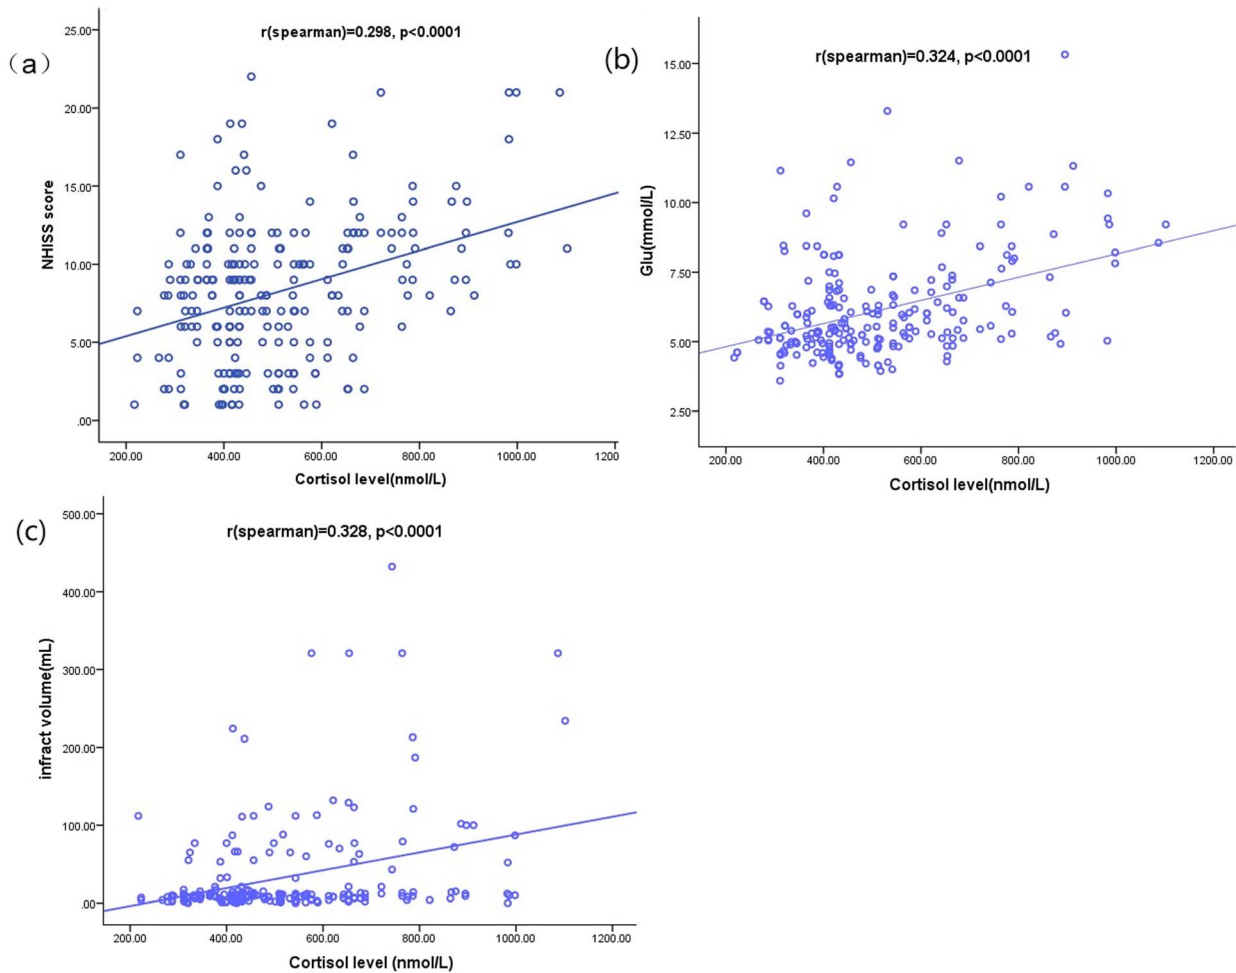 (a)
r(spearman)=0.298, p<0.0001
NHISS score
25.00
20.00
15.00
10.00
5.00
.00
200.00 400.00 600.00 800.00 1000.00 1200
Cortisol level(nmol/L)
(b)
r(spearman)=0.324, p<0.0001
Glu(mmol/L)
15.00
12.50
10.00
7.50
5.00
2.50
200.00 400.00 600.00 800.00 1000.00 1200.00
Cortisol level(nmol/L)
(c)
r(spearman)=0.328, p<0.0001
infract volume(mL)
500.00
400.00
300.00
200.00
100.00
.00
200.00 400.00 600.00 800.00 1000.00 1200.00
Cortisol level (nmol/L)